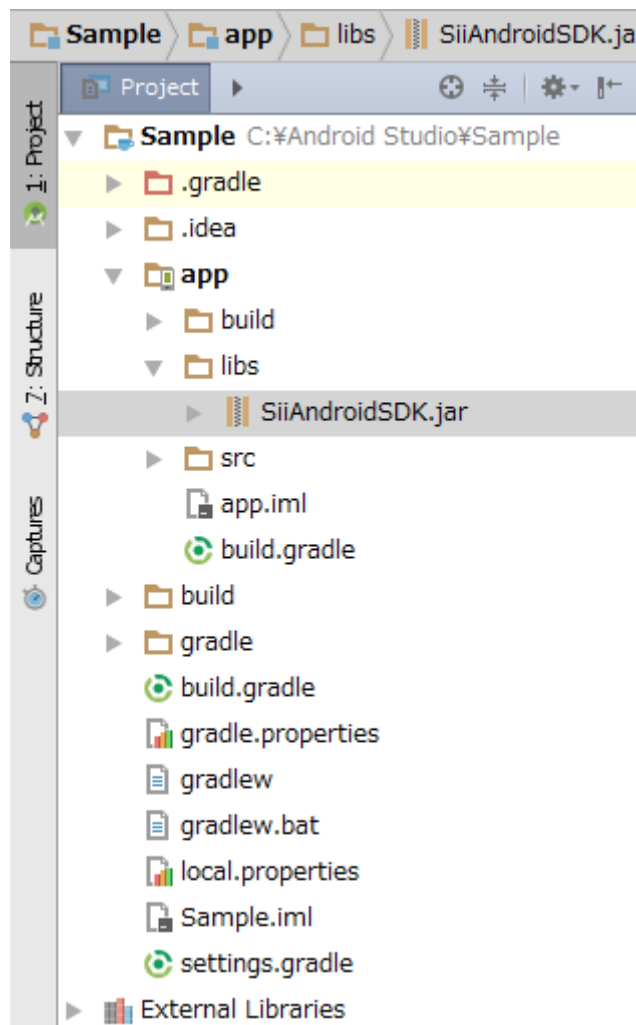 Sample app libs SiiAndroidSDK.ja
Project
1: Project
7: Structure
Captures
Sample C:¥Android Studio¥Sample
.gradle
.idea
app
build
libs
SiiAndroidSDK.jar
src
app.iml
build.gradle
build
gradle
build.gradle
gradle.properties
gradlew
gradlew.bat
local.properties
Sample.iml
settings.gradle
External Libraries